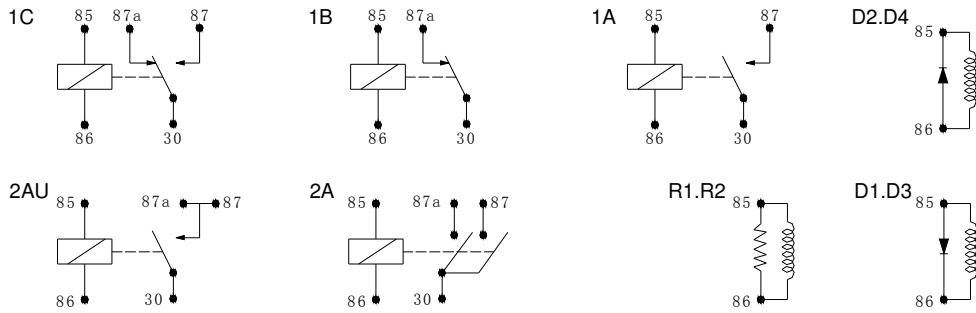 1C 85 87a 87 86 30
1B 85 87a 86 30
1A 85 87 86 30
D2.D4 85 86
2AU 85 87a 87 86 30
2A 85 87a 87 86 30
R1.R2 85 86
D1.D3 85 86